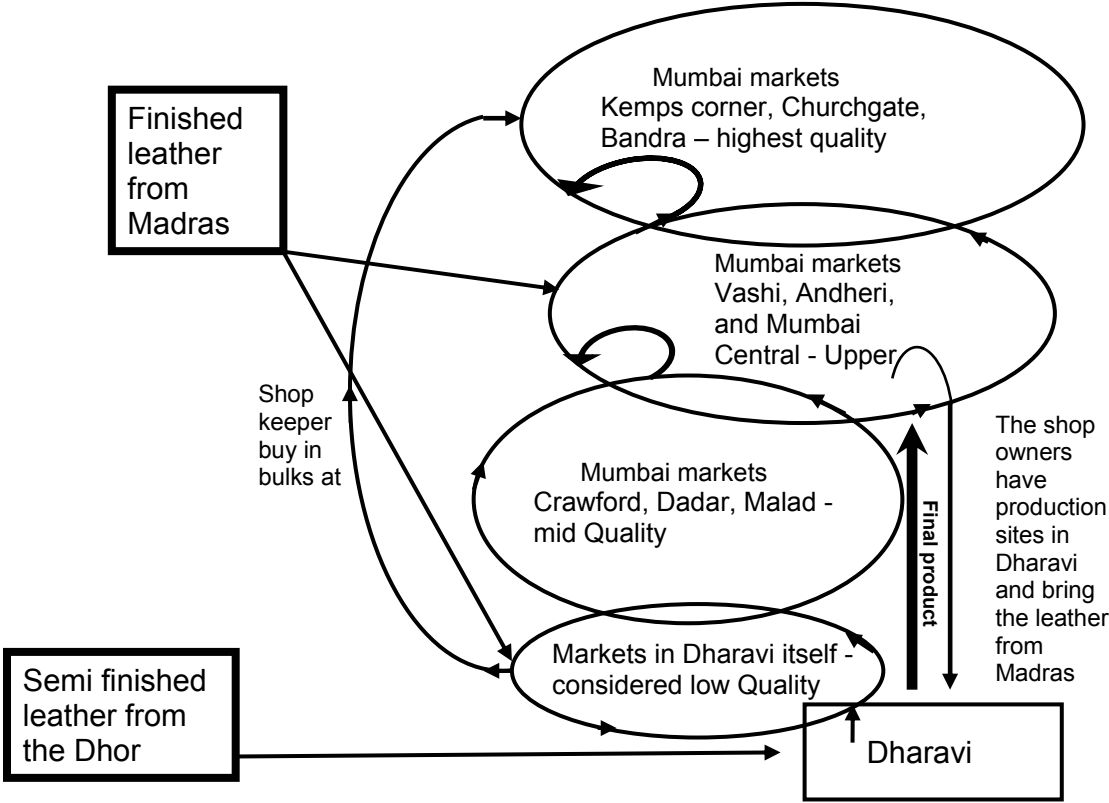 Mumbai markets
Kemps corner, Churchgate,
Bandra – highest quality
Finished
leather
from
Madras
Mumbai markets
Vashi, Andheri,
and Mumbai
Central - Upper
Shop
keeper
buy in
bulks at
The shop
owners
have
production
sites in
Dharavi
and bring
the leather
from
Madras
Mumbai markets
Crawford, Dadar, Malad -
mid Quality
Final product
Markets in Dharavi itself -
considered low Quality
Semi finished
leather from
the Dhor
Dharavi